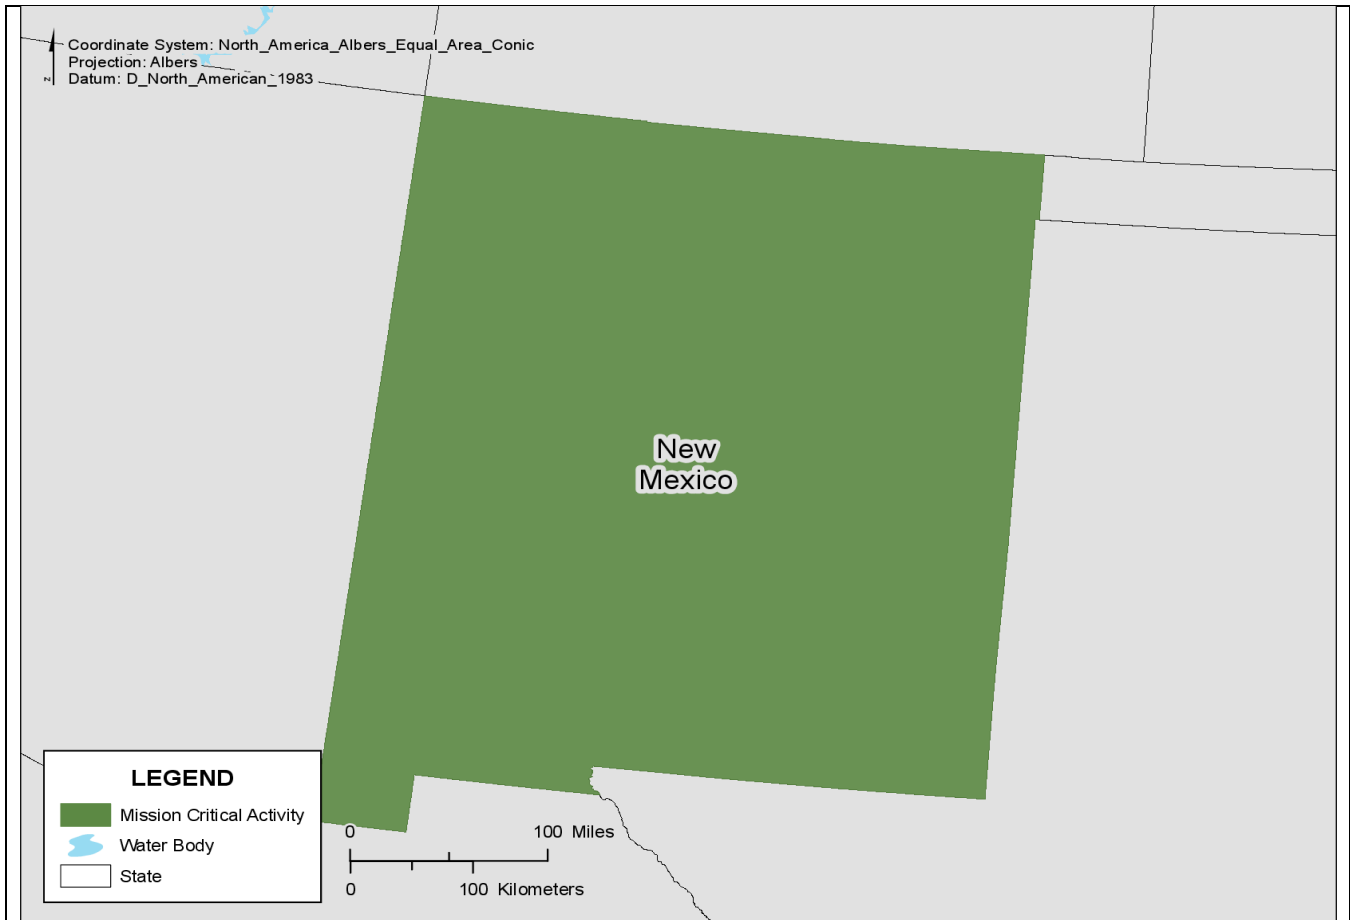 Coordinate System: North_America_Albers_Equal_Area_Conic
Projection: Albers
Datum: D_North_American_1983
N
New
Mexico
LEGEND
Mission Critical Activity
Water Body
State
0 100 Miles
0 100 Kilometers